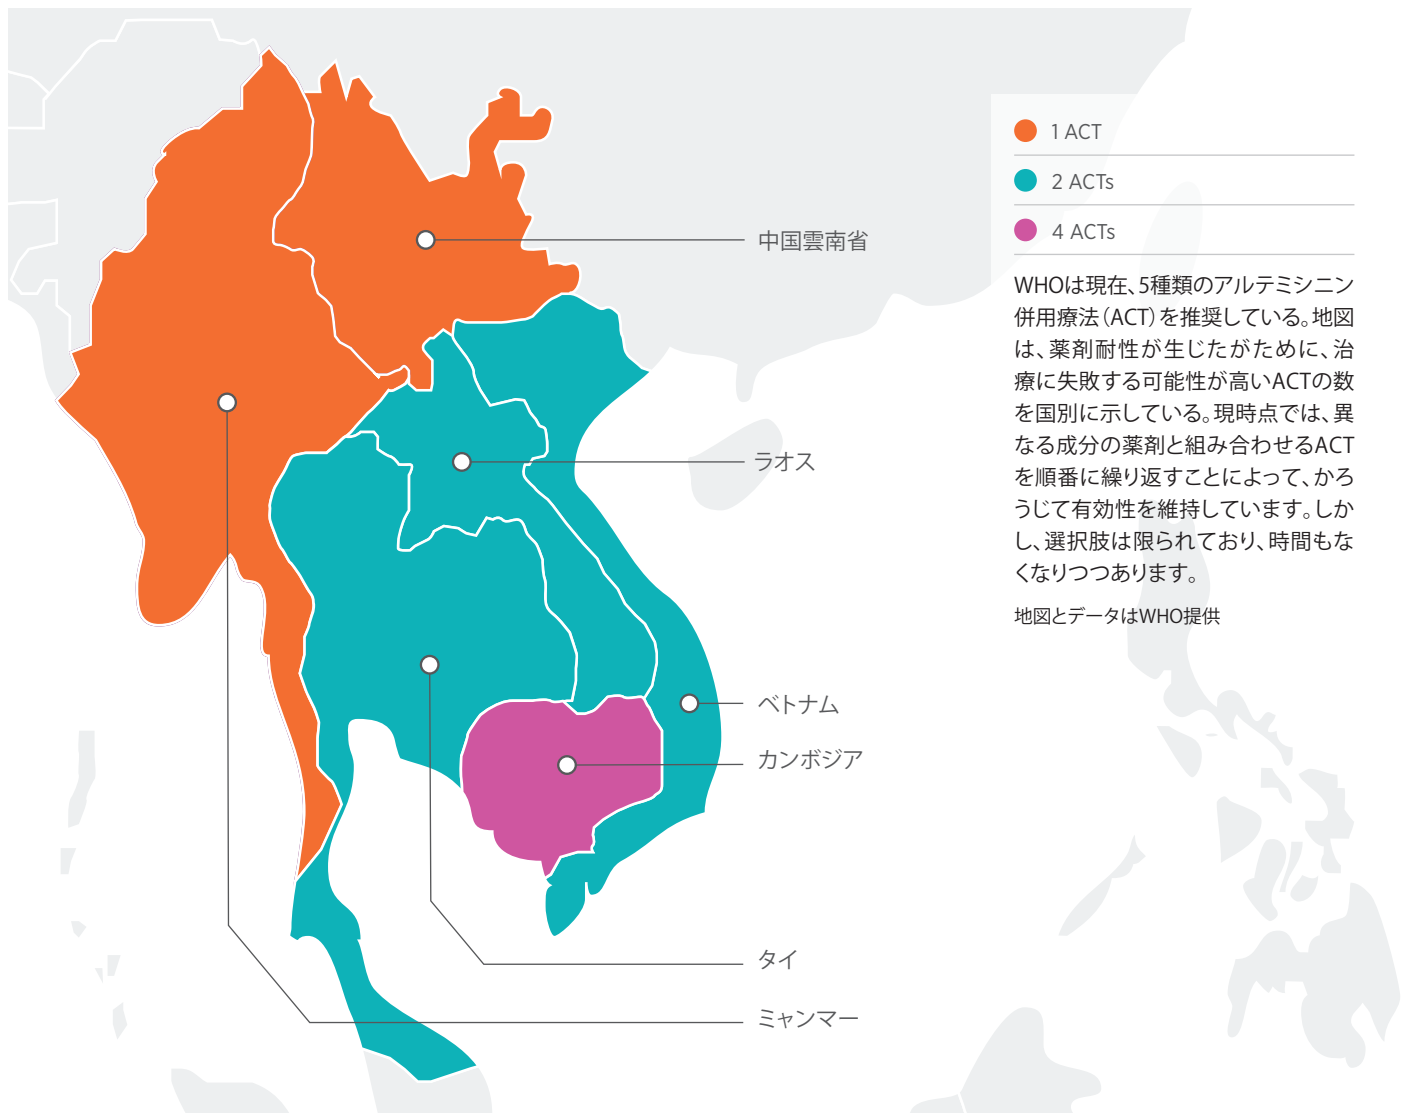 1 ACT
2 ACTs
4 ACTs
WHOは現在、5種類のアルテミシニン
併用療法（ACT）を推奨している。地図
は、薬剤耐性が生じたがために、治
療に失敗する可能性が高いACTの数
を国別に示している。現時点では、異
なる成分の薬剤と組み合わせるACT
を順番に繰り返すことによって、かろ
うじて有効性を維持しています。しか
し、選択肢は限られており、時間もな
くなりつつあります。
地図とデータはWHO提供
中国雲南省
ラオス
ベトナム
カンボジア
タイ
ミャンマー